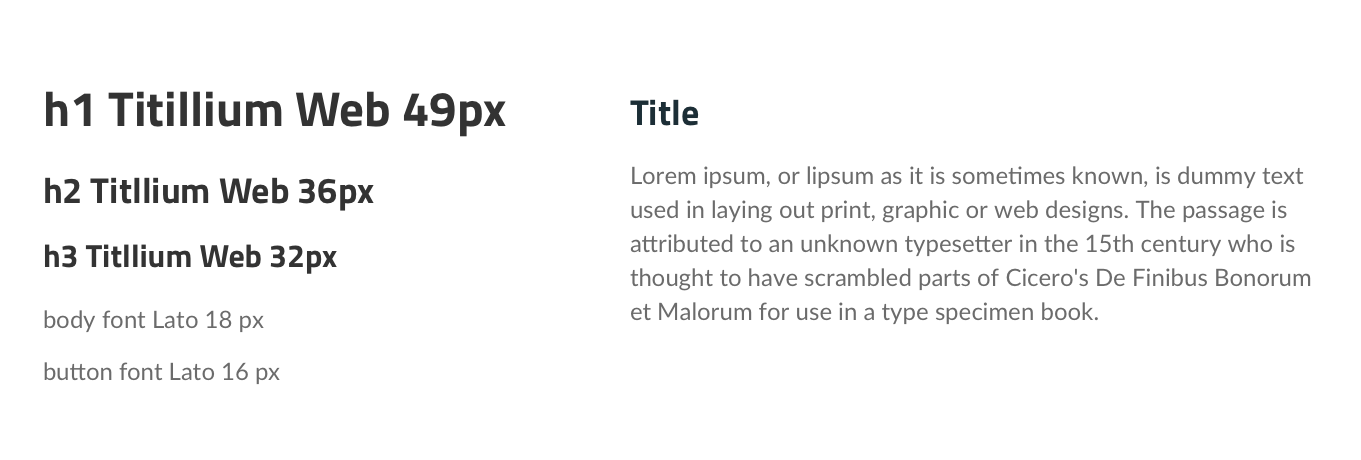 h1 Titillium Web 49px
h2 Titllium Web 36px
h3 Titllium Web 32px
body font Lato 18 px
button font Lato 16 px
Title
Lorem ipsum, or lipsum as it is sometimes known, is dummy text
used in laying out print, graphic or web designs. The passage is
attributed to an unknown typesetter in the 15th century who is
thought to have scrambled parts of Cicero's De Finibus Bonorum
et Malorum for use in a type specimen book.